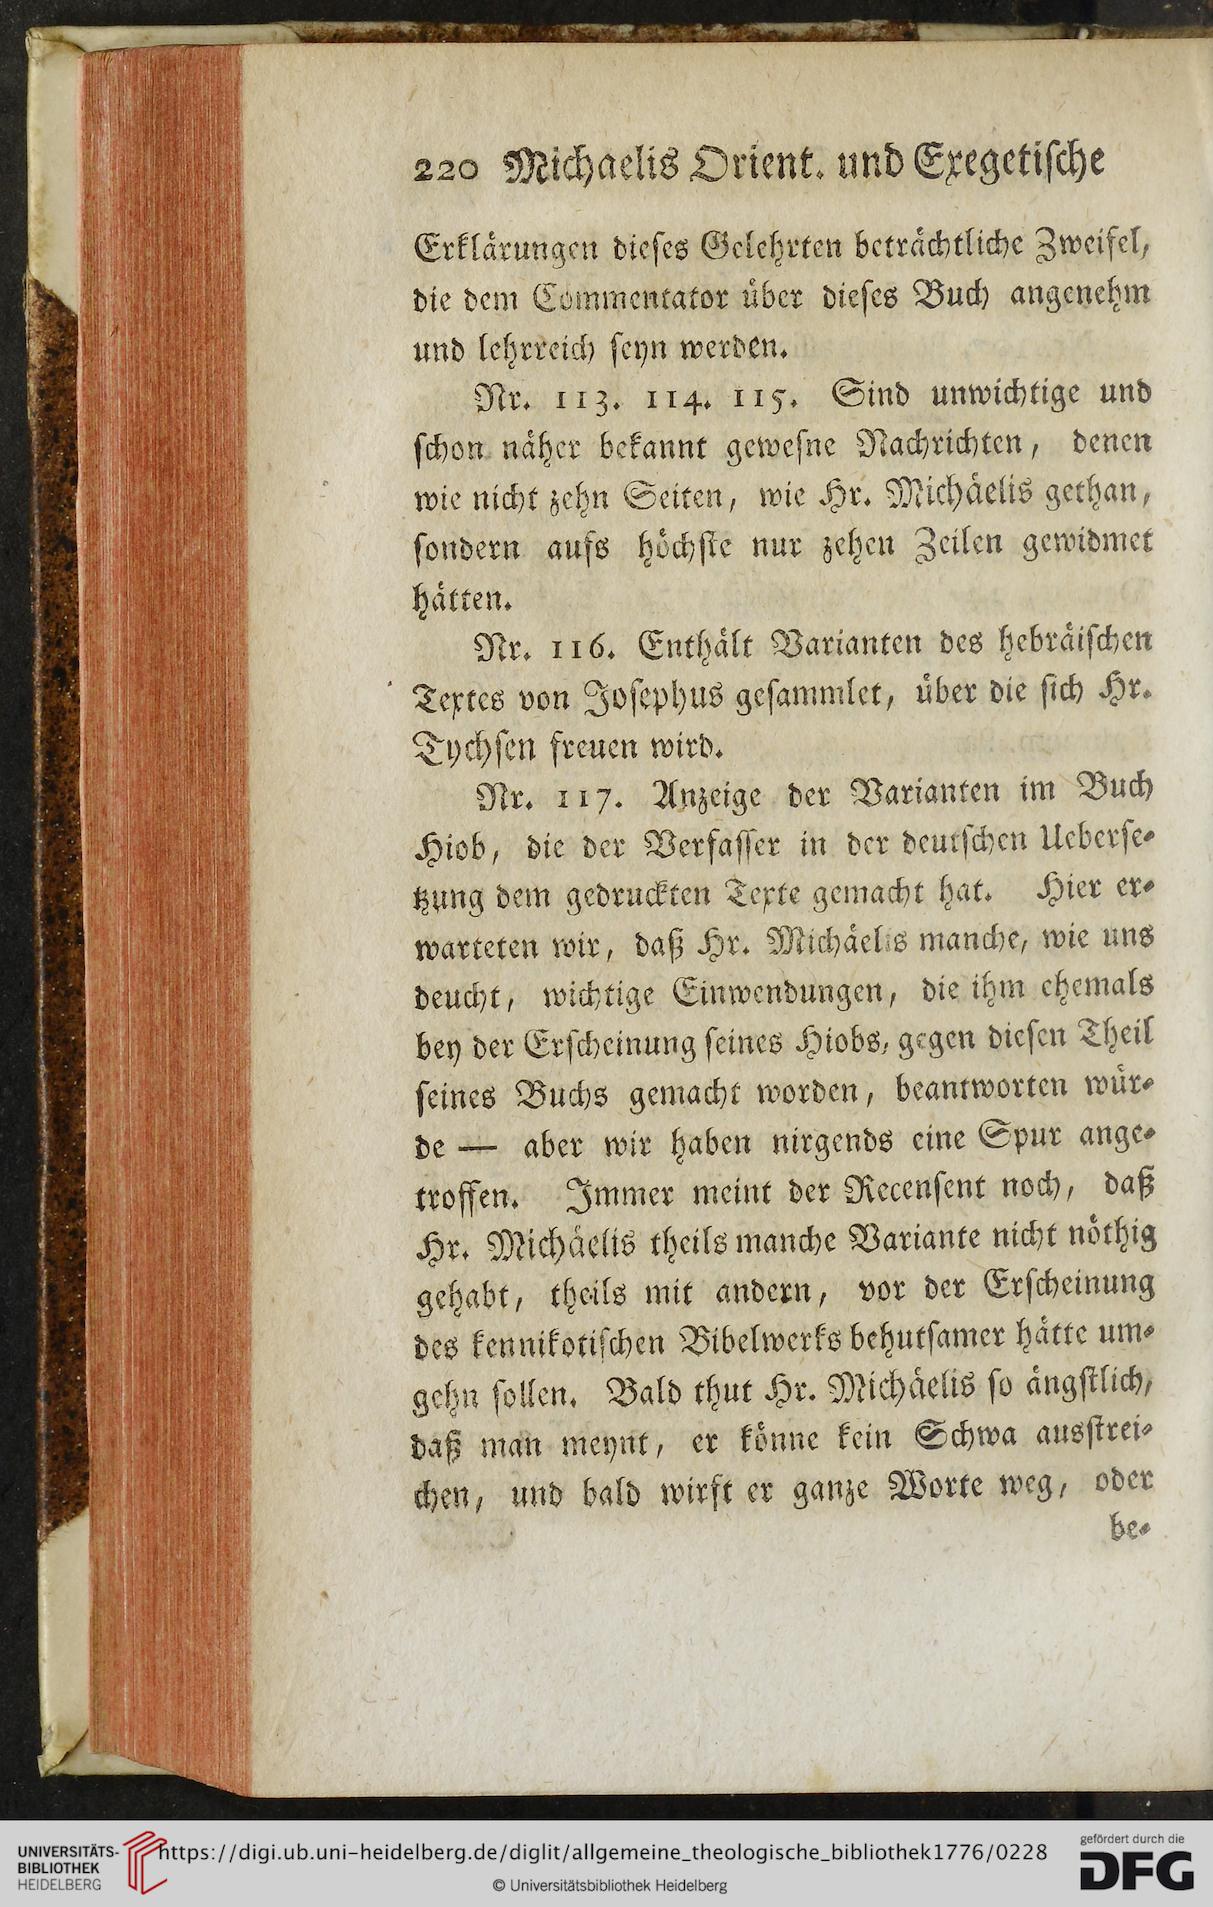 220 Michaelis Orient. und Exegetische
Erklärungen dieses Gelehrten beträchtliche Zweifel,
die dem Commentator über dieses Buch angenehm
und lehrreich seyn werden.
Nr. 113. 114. 115. Sind unwichtige und
schon näher bekannt gewesne Nachrichten, denen
wie nicht zehn Seiten, wie Hr. Michäelis gethan,
sondern aufs höchste nur zehen Zeilen gewidmet
hätten.
Nr. 116. Enthält Varianten des hebräischen
Textes von Josephus gesammlet, über die sich Hr.
Tychsen freuen wird.
Nr. 117. Anzeige der Varianten im Buch
Hiob, die der Verfasser in der deutschen Ueberse-
tzung dem gedruckten Texte gemacht hat. Hier er-
warteten wir, daß Hr. Michäelis manche, wie uns
deucht, wichtige Einwendungen, die ihm ehemals
bey der Erscheinung seines Hiobs, gegen diesen Theil
seines Buchs gemacht worden, beantworten wür-
de — aber wir haben nirgends eine Spur ange-
troffen. Immer meint der Recensent noch, daß
Hr. Michäelis theils manche Variante nicht nöthig
gehabt, theils mit andern, vor der Erscheinung
des kennikotischen Bibelwerks behutsamer hätte um-
gehn sollen. Bald thut Hr. Michäelis so ängstlich,
daß man meynt, er könne kein Schwa ausstrei-
chen, und bald wirft er ganze Worte weg, oder
be-
UNIVERSITÄTS-
BIBLIOTHEK
HEIDELBERG
https://digi.ub.uni-heidelberg.de/diglit/allgemeine_theologische_bibliothek1776/0228
© Universitätsbibliothek Heidelberg
gefördert durch die
DFG